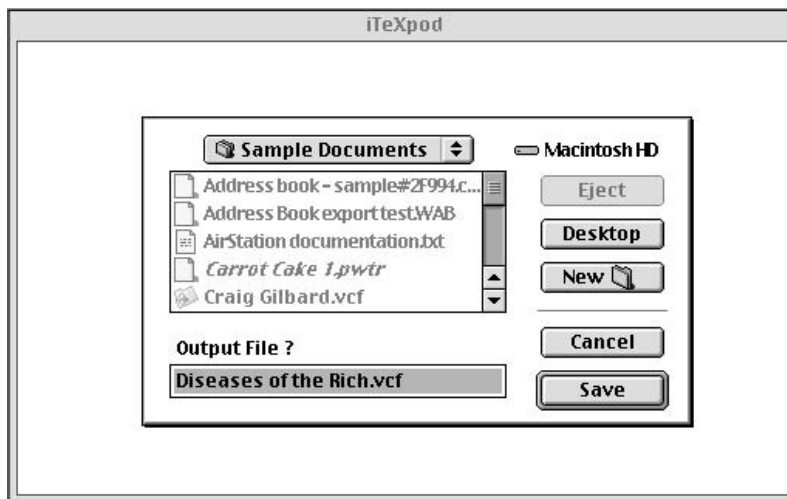 iTeXpod
Sample Documents
Macintosh HD
Address book - sample#2F994.c...
Address Book export test.WAB
AirStation documentation.txt
Carrot Cake 1.pwtr
Craig Gilbard.vcf
Eject
Desktop
New
Output File ?
Diseases of the Rich.vcf
Cancel
Save